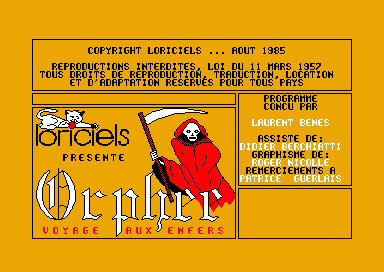 COPYRIGHT LORICIELS ... AOUT 1985
REPRODUCTIONS INTERDITES, LOI DU 11 MARS 1957
TOUS DROITS DE REPRODUCTION, TRADUCTION, LOCATION
ET D'ADAPTATION RESERVES POUR TOUS PAYS
loriciels
PRESENTE
Orphee
VOYAGE AUX ENFERS
PROGRAMME
CONCU PAR
LAURENT BENES
ASSISTE DE:
DIDIER BERCHIATTI
GRAPHISME DE:
ROGER NICOLLE
REMERCIEMENTS A
PATRICE GUERLAIS